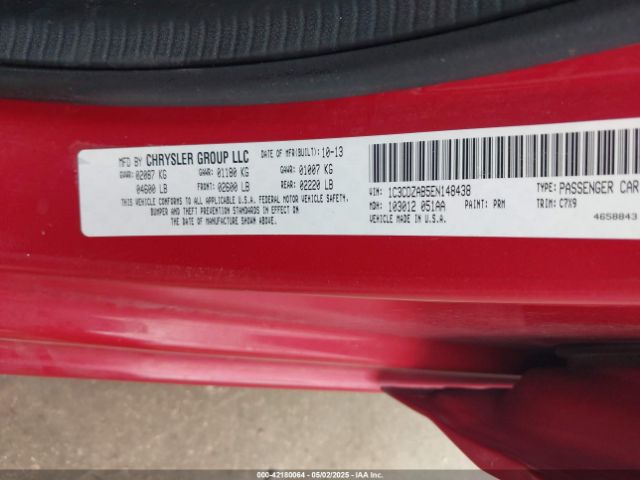 MFD BY CHRYSLER GROUP LLC DATE OF MFR(BUILT): 10-13
GVWR: 02087 KG GAWR: 01180 KG GAWR: 01007 KG
04600 LB FRONT: 02600 LB REAR: 02220 LB
THIS VEHICLE CONFORMS TO ALL APPLICABLE U.S.A. FEDERAL MOTOR VEHICLE SAFETY,
BUMPER AND THEFT PREVENTION STANDARDS IN EFFECT ON
THE DATE OF MANUFACTURE SHOWN ABOVE.
VIN: 1C3CDZAB5EN148438 TYPE: PASSENGER CAR
MDH: 103012 051AA PAINT: PRM TRIM: C7X9
VEHICLE MADE IN U.S.A. 4658843
000-42180064 - 05/02/2025 - IAAI.COM